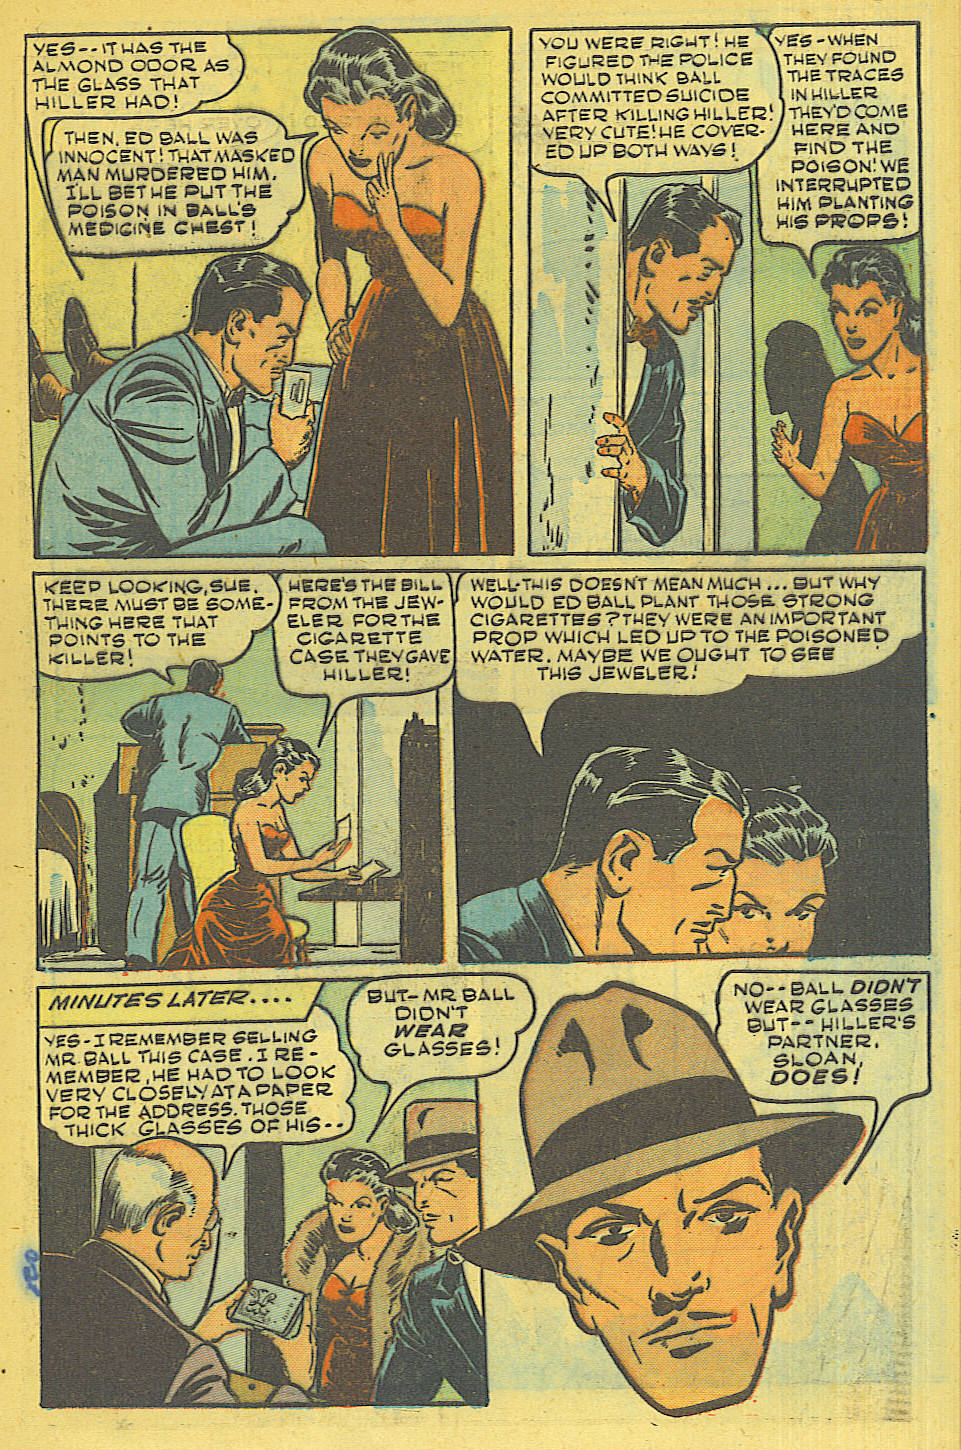 YES--IT HAS THE
ALMOND ODOR AS
THE GLASS THAT
HILLER HAD!
THEN, ED BALL WAS
INNOCENT! THAT MASKED
MAN MURDERED HIM.
I'LL BET HE PUT THE
POISON IN BALL'S
MEDICINE CHEST!
YOU WERE RIGHT! HE
FIGURED THE POLICE
WOULD THINK BALL
COMMITTED SUICIDE
AFTER KILLING HILLER!
VERY CUTE! HE COVER-
ED UP BOTH WAYS!
YES-WHEN
THEY FOUND
THE TRACES
IN HILLER
THEY'D COME
HERE AND
FIND THE
POISON! WE
INTERRUPTED
HIM PLANTING
HIS PROPS!
KEEP LOOKING, SUE.
THERE MUST BE SOME-
THING HERE THAT
POINTS TO THE
KILLER!
HERE'S THE BILL
FROM THE JEW-
ELER FOR THE
CIGARETTE
CASE THEY GAVE
HILLER!
WELL-THIS DOESN'T MEAN MUCH... BUT WHY
WOULD ED BALL PLANT THOSE STRONG
CIGARETTES? THEY WERE AN IMPORTANT
PROP WHICH LED UP TO THE POISONED
WATER. MAYBE WE OUGHT TO SEE
THIS JEWELER!
MINUTES LATER....
YES-I REMEMBER SELLING
MR. BALL THIS CASE. I RE-
MEMBER, HE HAD TO LOOK
VERY CLOSELY AT A PAPER
FOR THE ADDRESS. THOSE
THICK GLASSES OF HIS--
BUT-MR BALL
DIDN'T
WEAR
GLASSES!
NO--BALL DIDN'T
WEAR GLASSES
BUT--HILLER'S
PARTNER,
SLOAN,
DOES!